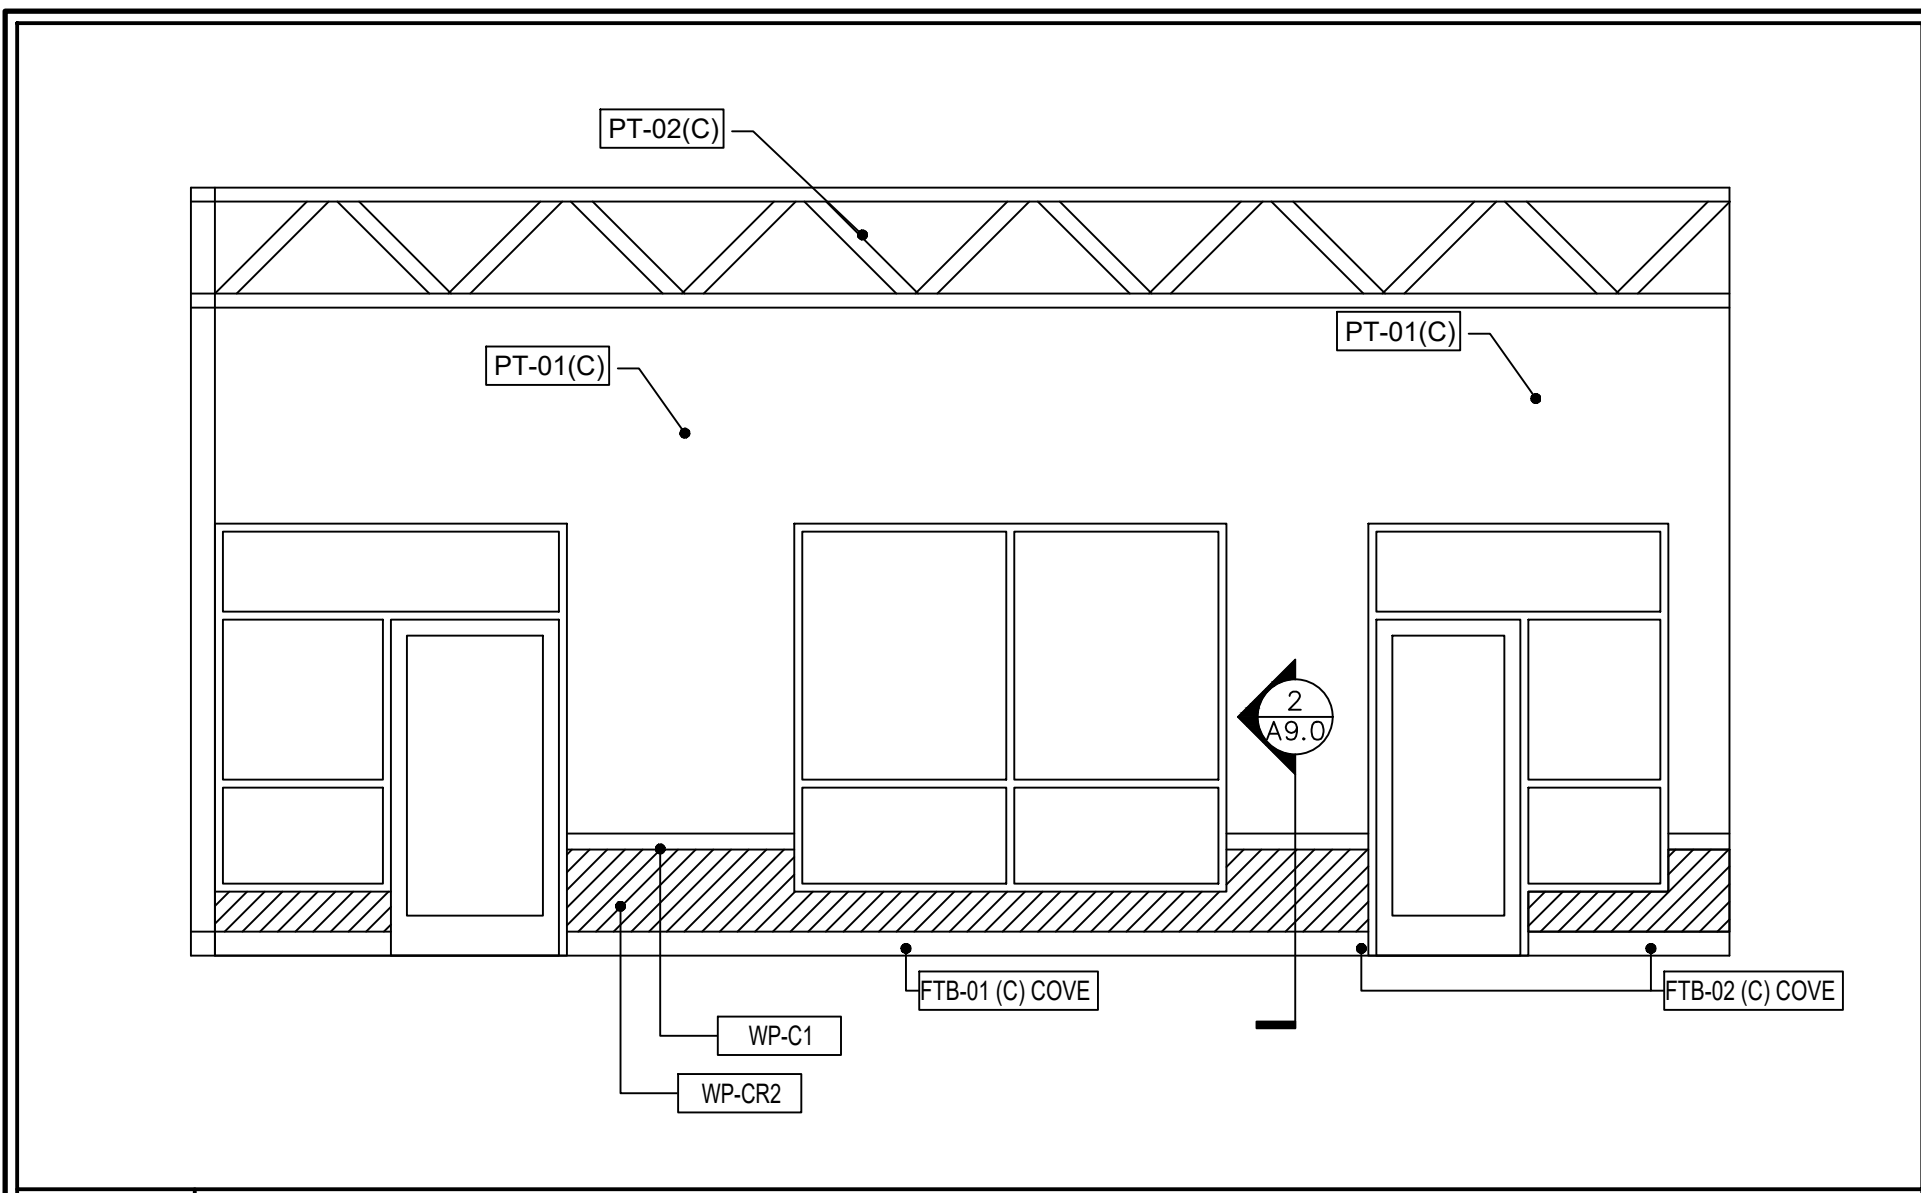 PT-02(C)
PT-01(C)
PT-01(C)
2
A9.0
FTB-01 (C) COVE
FTB-02 (C) COVE
WP-C1
WP-CR2